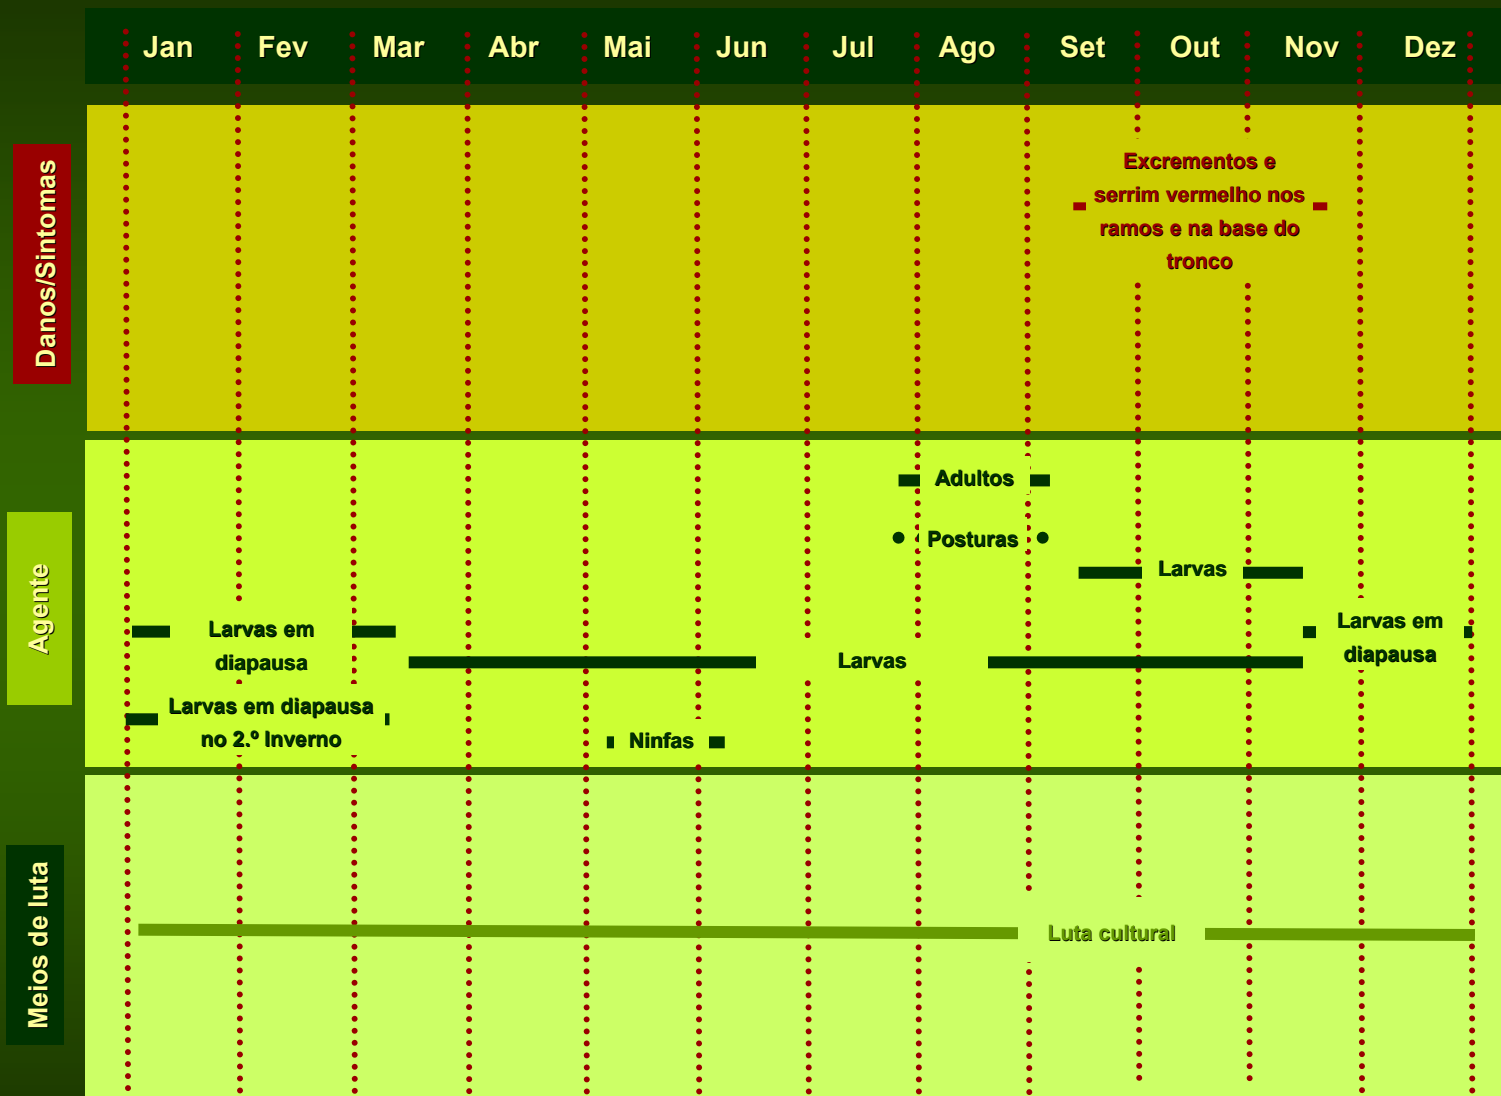 Jan Fev Mar Abr Mai Jun Jul Ago Set Out Nov Dez
Danos/Sintomas
Excrementos e
serrim vermelho nos
ramos e na base do
tronco
Agente
Adultos
Posturas
Larvas
Larvas em
diapausa
Larvas
Larvas em
diapausa
Larvas em diapausa
no 2.º Inverno
Ninfas
Meios de luta
Luta cultural